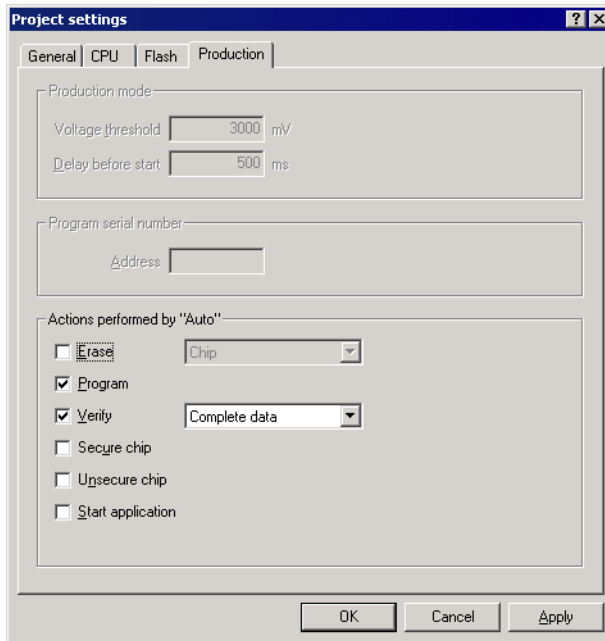 Project settings
General CPU Flash Production
Production mode
Voltage threshold 3000 mV
Delay before start 500 ms
Program serial number
Address
Actions performed by "Auto"
Erase Chip
Program
Verify Complete data
Secure chip
Unsecure chip
Start application
OK Cancel Apply